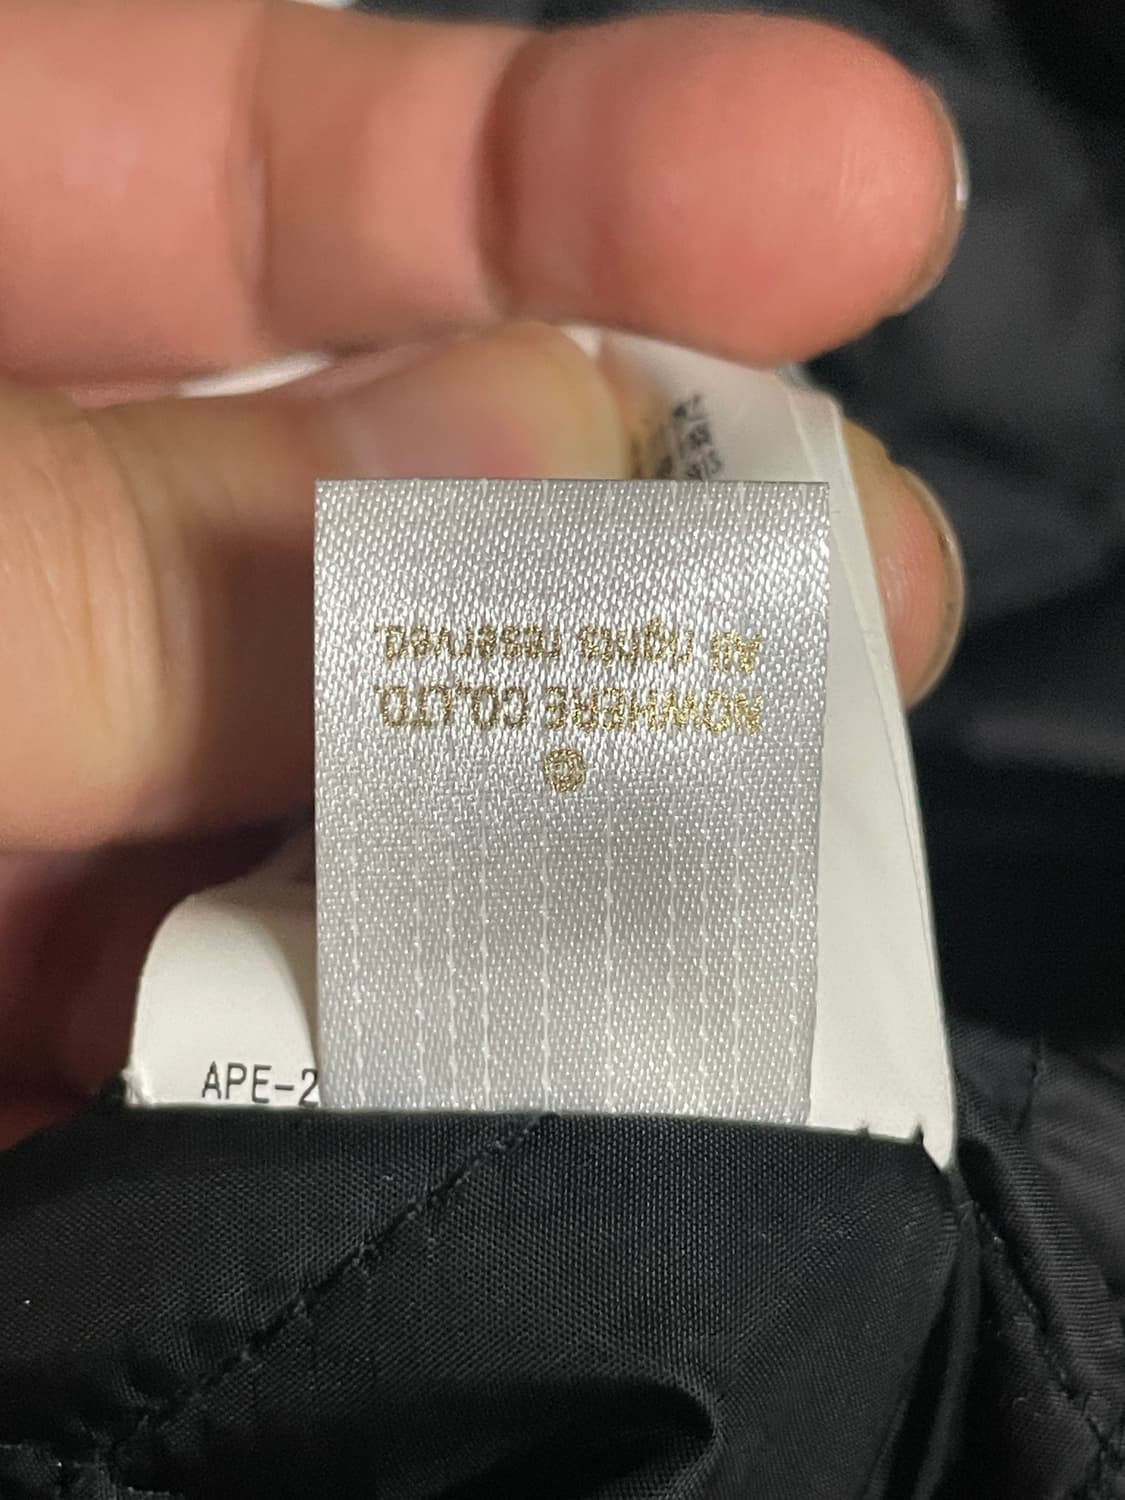 ©
NOWHERE CO.,LTD.
All rights reserved.
APE-2